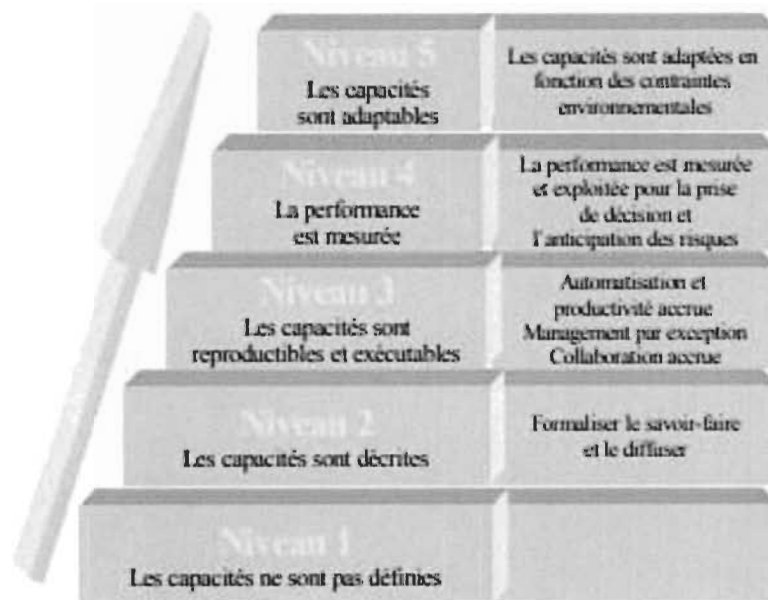 Niveau 5
Les capacités
sont adaptables
Les capacités sont adaptées en
fonction des contraintes
environnementales
Niveau 4
La performance
est mesurée
La performance est mesurée
et exploitée pour la prise
de décision et
l'anticipation des risques
Niveau 3
Les capacités sont
reproductibles et exécutables
Automatisation et
productivité accrue
Management par exception
Collaboration accrue
Niveau 2
Les capacités sont décrites
Formaliser le savoir-faire
et le diffuser
Niveau 1
Les capacités ne sont pas définies